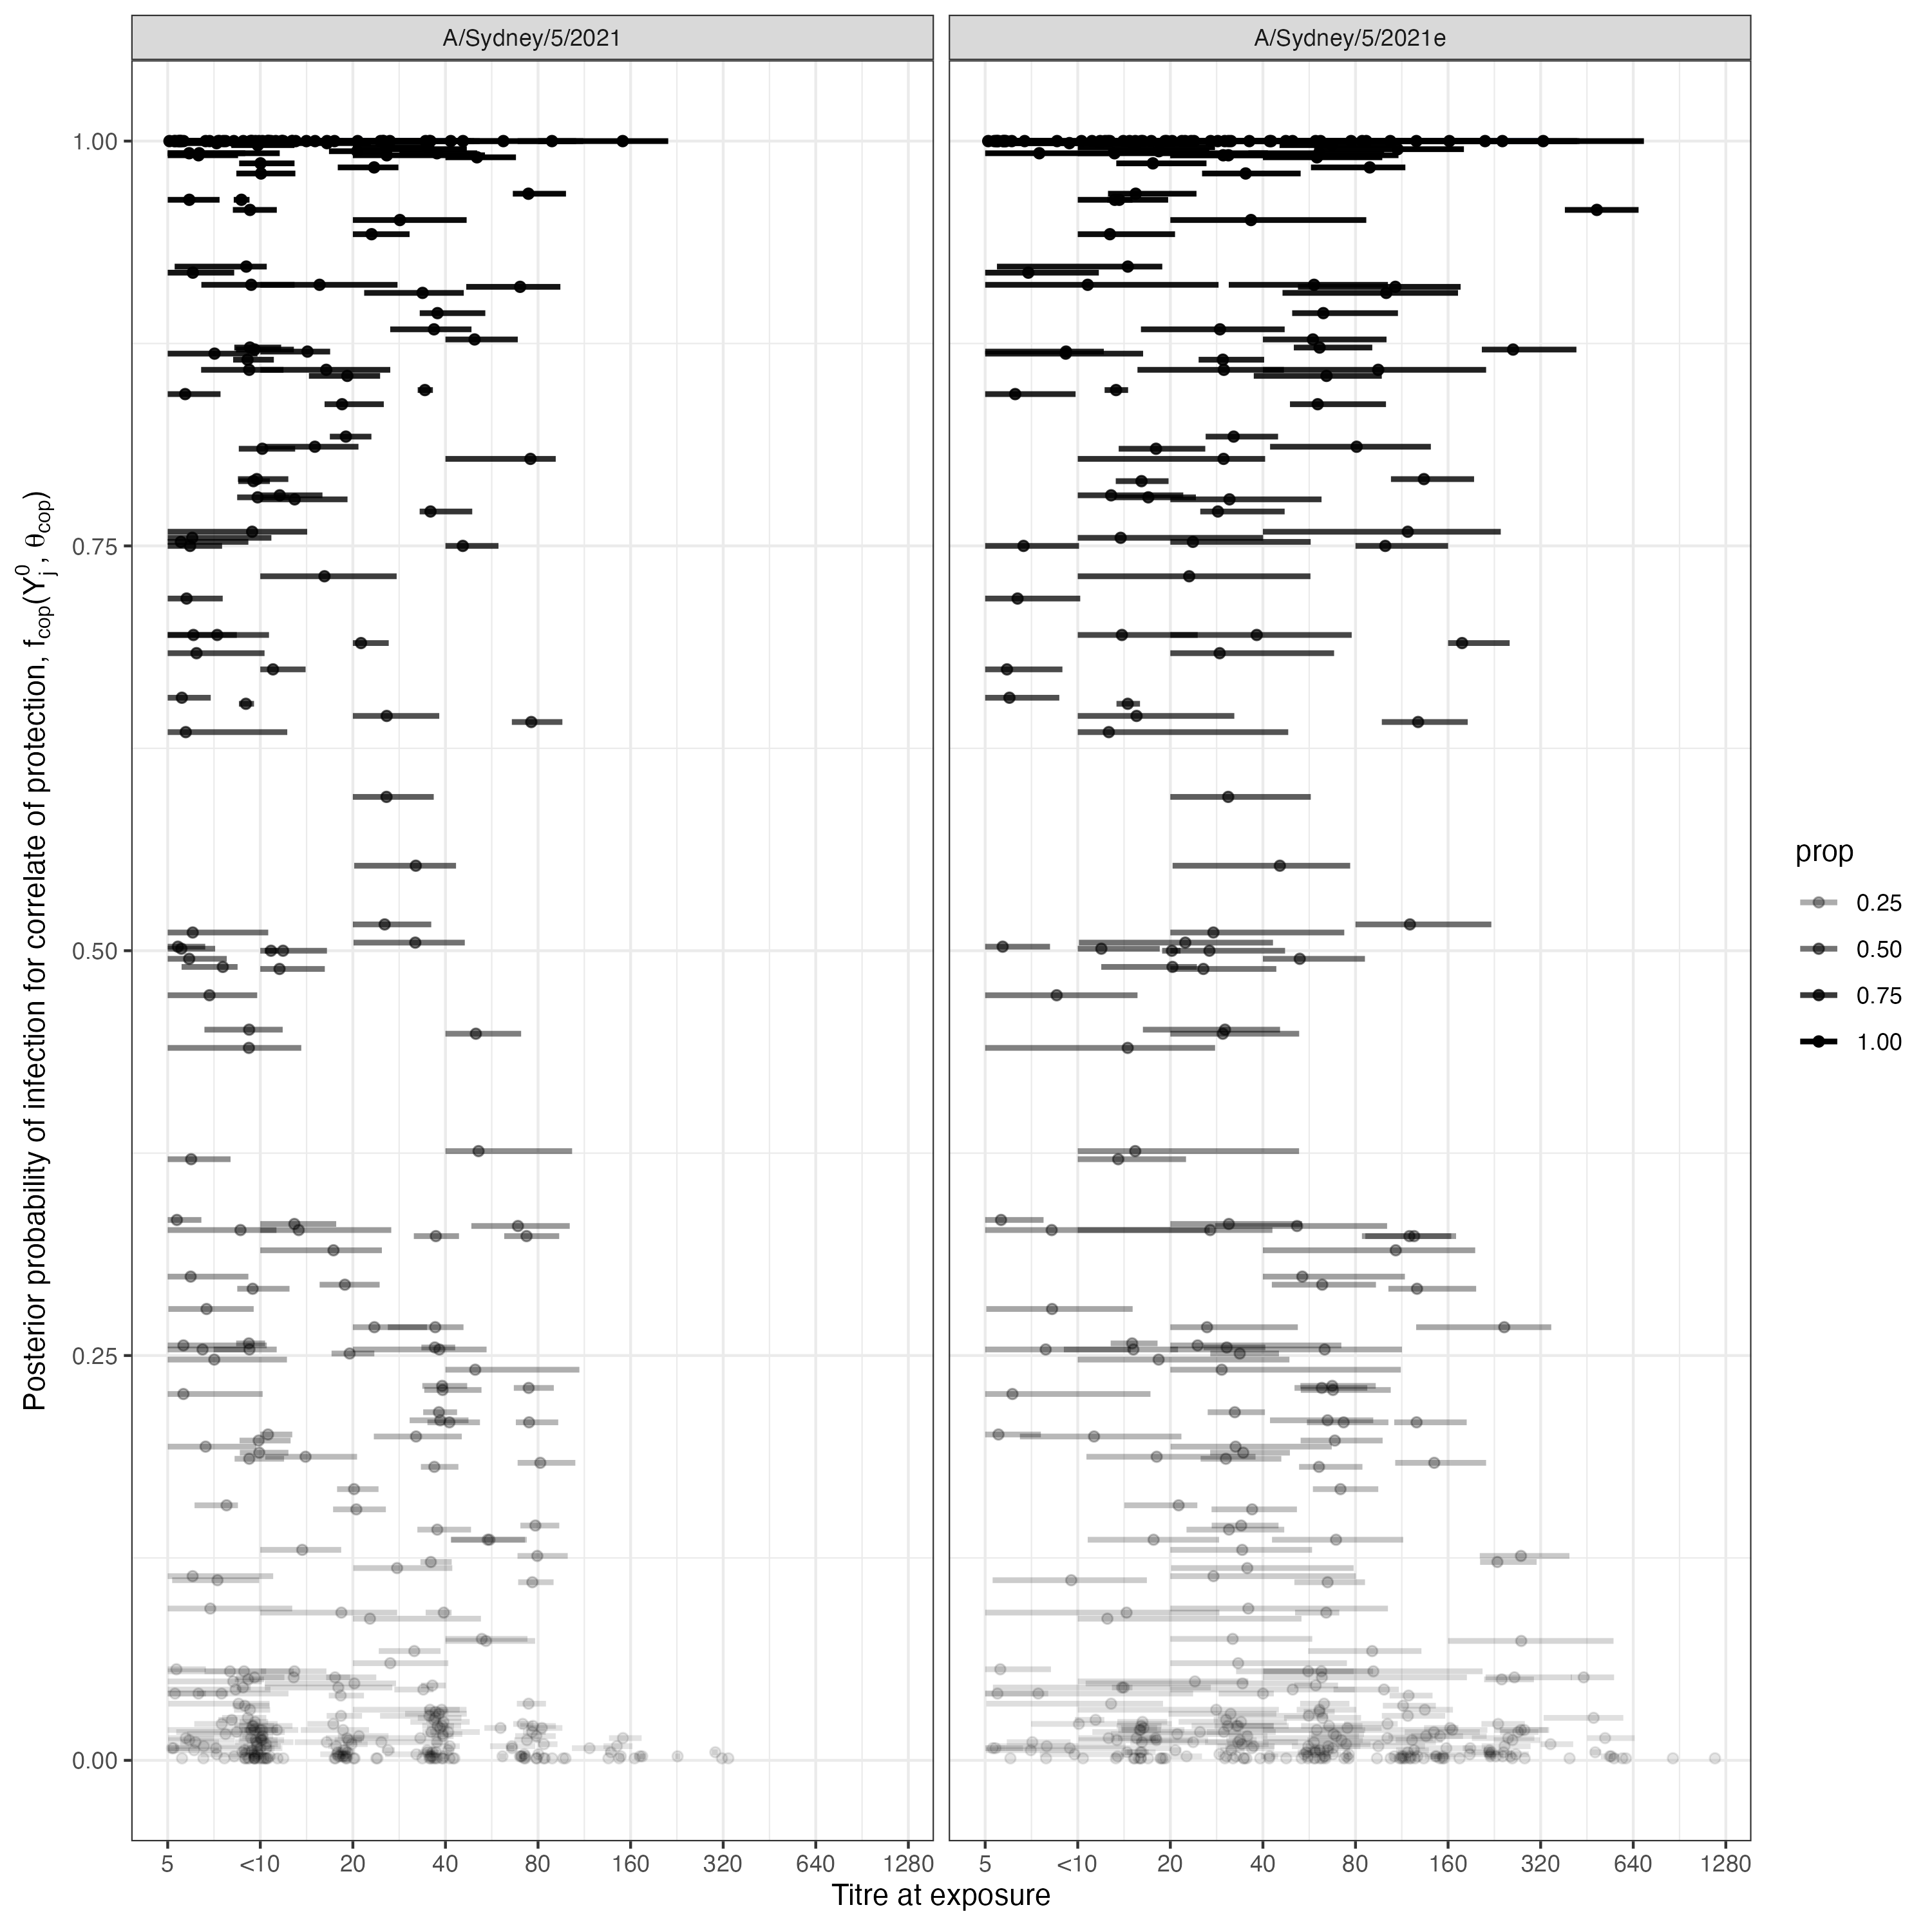 A/Sydney/5/2021
A/Sydney/5/2021e
Posterior probability of infection for correlate of protection, f_cop(Y_j^0, θ_cop)
1.00
0.75
0.50
0.25
0.00
5 <10 20 40 80 160 320 640 1280
5 <10 20 40 80 160 320 640 1280
Titre at exposure
prop
0.25
0.50
0.75
1.00